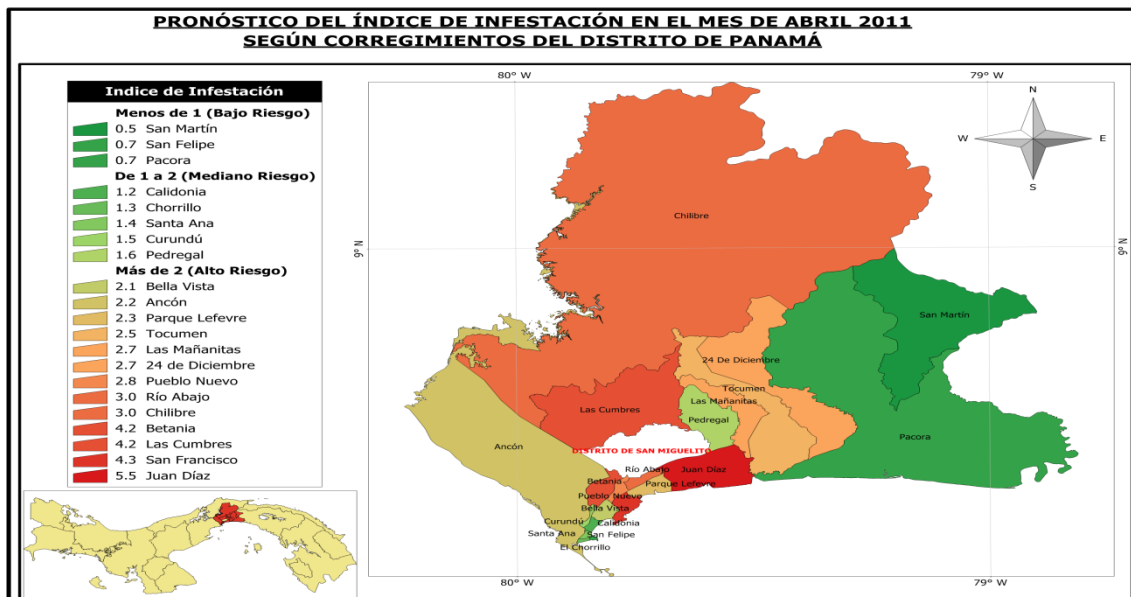 PRONÓSTICO DEL ÍNDICE DE INFESTACIÓN EN EL MES DE ABRIL 2011
SEGÚN CORREGIMIENTOS DEL DISTRITO DE PANAMÁ
Indice de Infestación
Menos de 1 (Bajo Riesgo)
0.5 San Martín
0.7 San Felipe
0.7 Pacora
De 1 a 2 (Mediano Riesgo)
1.2 Calidonia
1.3 Chorrillo
1.4 Santa Ana
1.5 Curundú
1.6 Pedregal
Más de 2 (Alto Riesgo)
2.1 Bella Vista
2.2 Ancón
2.3 Parque Lefevre
2.5 Tocumen
2.7 Las Mañanitas
2.7 24 de Diciembre
2.8 Pueblo Nuevo
3.0 Río Abajo
3.0 Chilibre
4.2 Betania
4.2 Las Cumbres
4.3 San Francisco
5.5 Juan Díaz
80° W
79° W
N
W
E
S
9° N
9° N
Chilibre
San Martín
24 De Diciembre
Tocumen
Las Mañanitas
Las Cumbres
Pedregal
Pacora
Ancón
DISTRITO DE SAN MIGUELITO
Río Abajo
Juan Díaz
Betania
Parque Lefevre
Pueblo Nuevo
Bella Vista
Curundú
Calidonia
Santa Ana
San Felipe
El Chorrillo
80° W
79° W